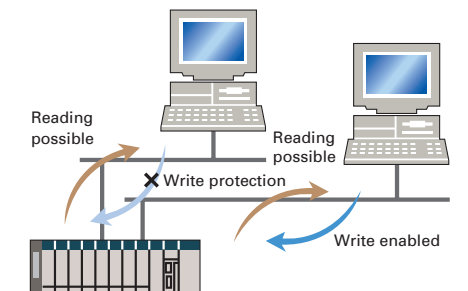 Reading
possible
Reading
possible
Write protection
Write enabled